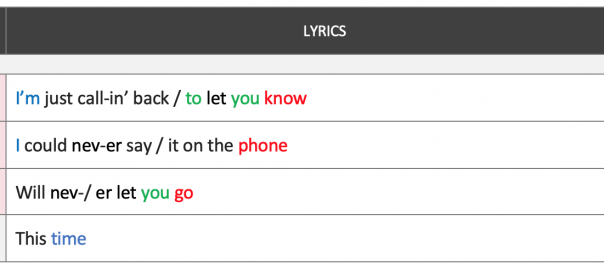 LYRICS
I'm just call-in' back / to let you know
I could nev-er say / it on the phone
Will nev-/ er let you go
This time